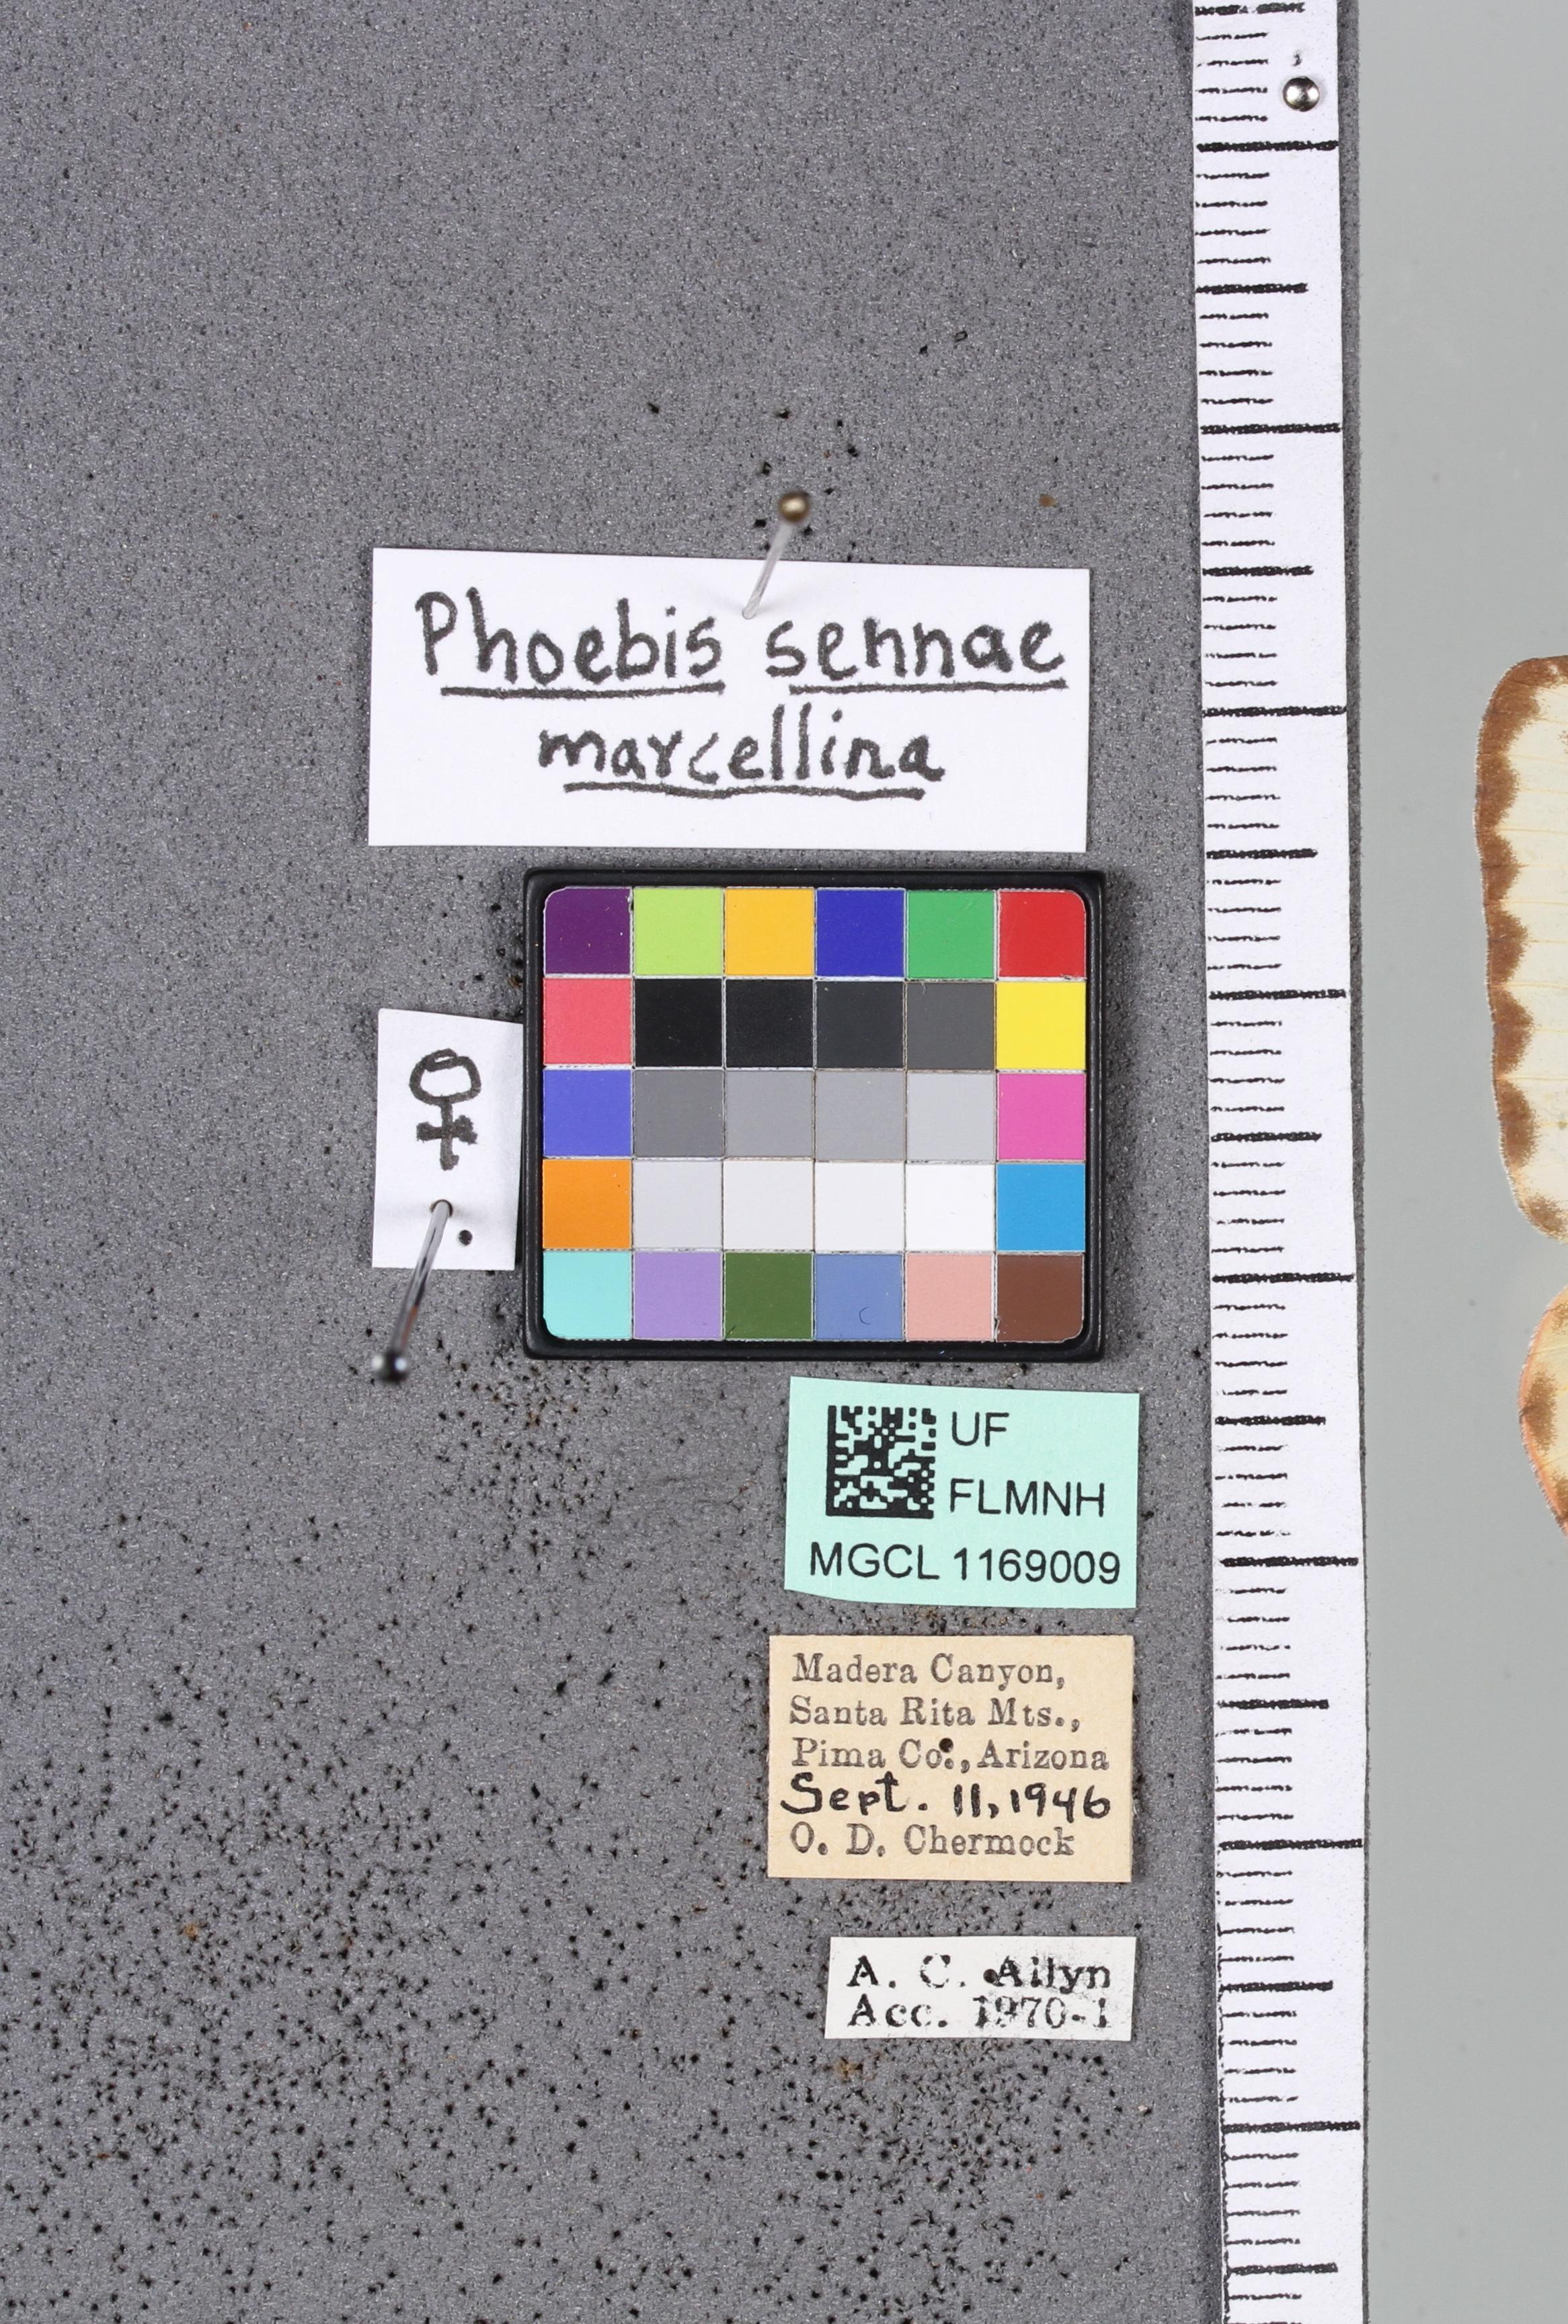 Phoebis sennae
marcellina
♀
UF
FLMNH
MGCL 1169009
Madera Canyon,
Santa Rita Mts.,
Pima Co., Arizona
Sept. 11, 1946
O. D. Chermock
A. C. Allyn
Acc. 1970-1